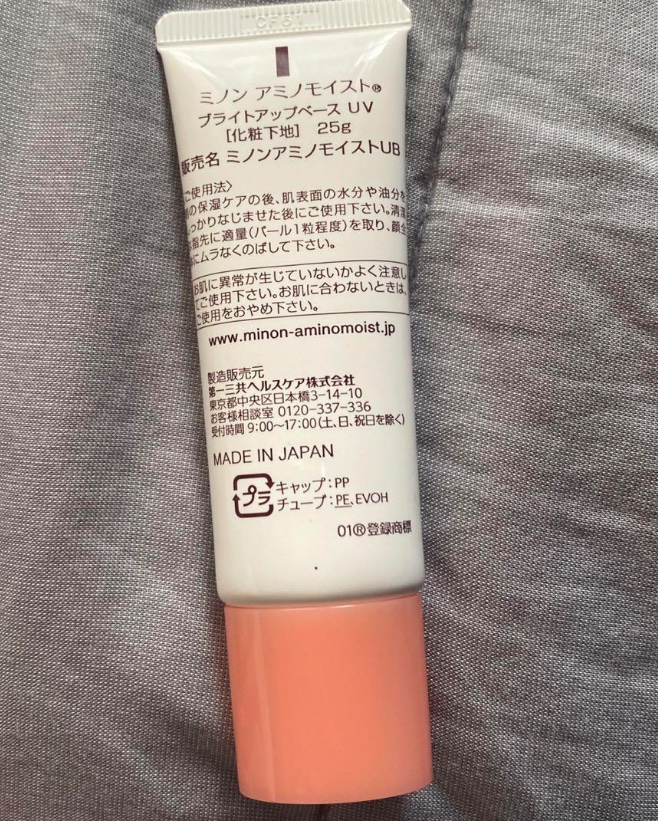 CF61
ミノン アミノモイスト®
ブライトアップベース UV
[化粧下地] 25g
販売名 ミノンアミノモイストUB
ご使用法〉
の保湿ケアの後、肌表面の水分や油分を
っかりなじませた後にご使用下さい。清潔
指先に適量(パール1粒程度)を取り、顔全
にムラなくのばして下さい。
お肌に異常が生じていないかよく注意し
てご使用下さい。お肌に合わないときは、
ご使用をおやめ下さい。
www.minon-aminomoist.jp
製造販売元
第一三共ヘルスケア株式会社
東京都中央区日本橋3-14-10
お客様相談室 0120-337-336
受付時間 9:00~17:00(土、日、祝日を除く)
MADE IN JAPAN
プラ
キャップ:PP
チューブ:PE、EVOH
01®登録商標